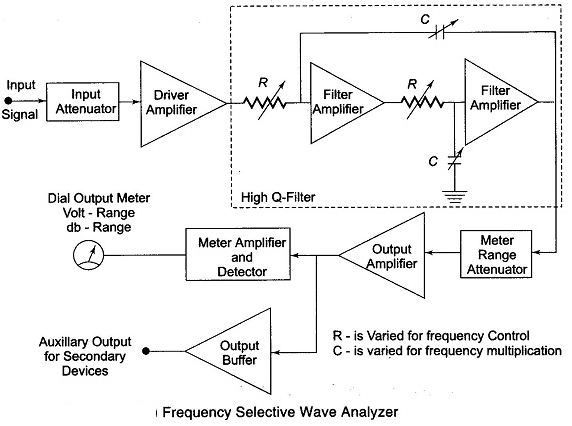 C
Input
Signal
Input
Attenuator
Driver
Amplifier
R
Filter
Amplifier
R
Filter
Amplifier
C
High Q-Filter
Dial Output Meter
Volt - Range
db - Range
Meter Amplifier
and
Detector
Output
Amplifier
Meter
Range
Attenuator
Auxillary Output
for Secondary
Devices
Output
Buffer
R - is Varied for frequency Control
C - is varied for frequency multiplication
Frequency Selective Wave Analyzer